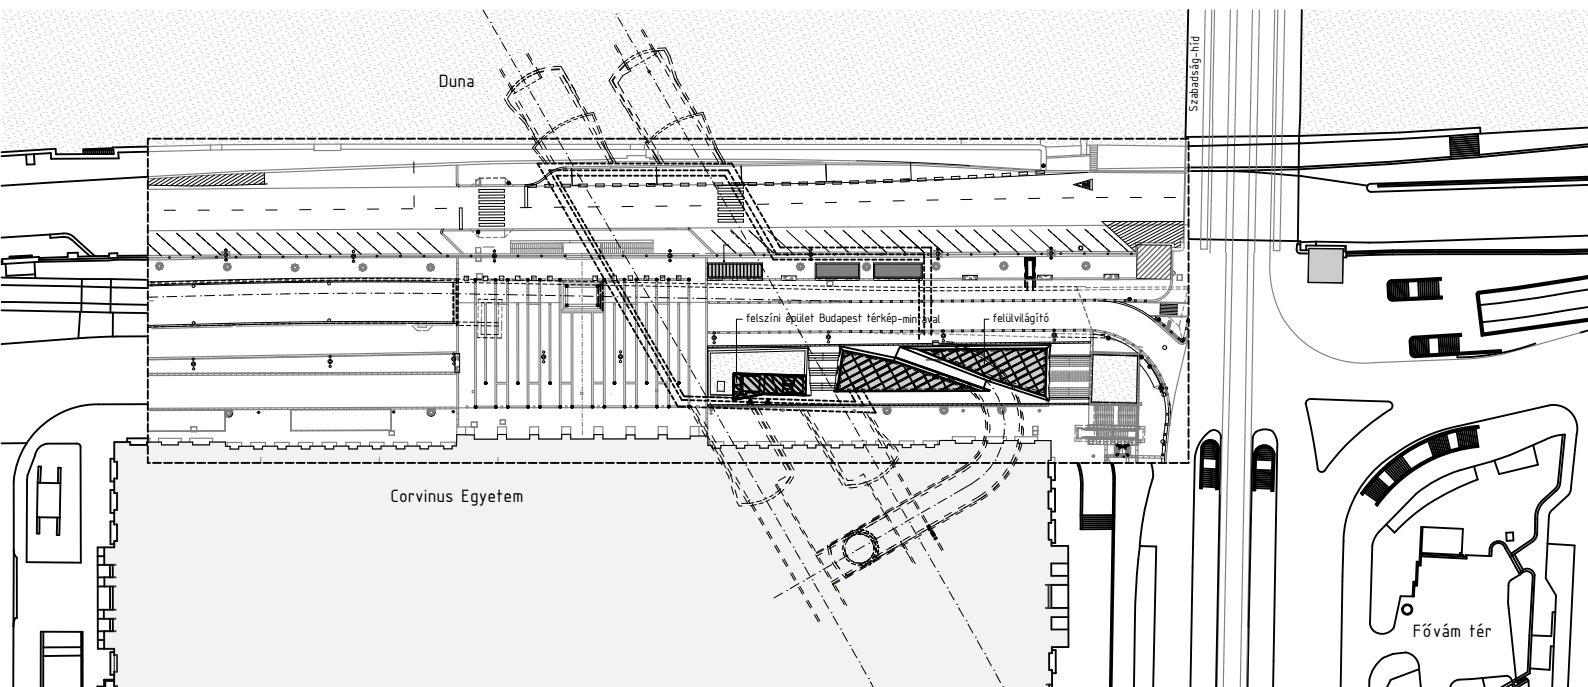 Duna
Szabadság-híd
felszíni épület Budapest térkép-mintával
felülvilágító
Corvinus Egyetem
Fővám tér